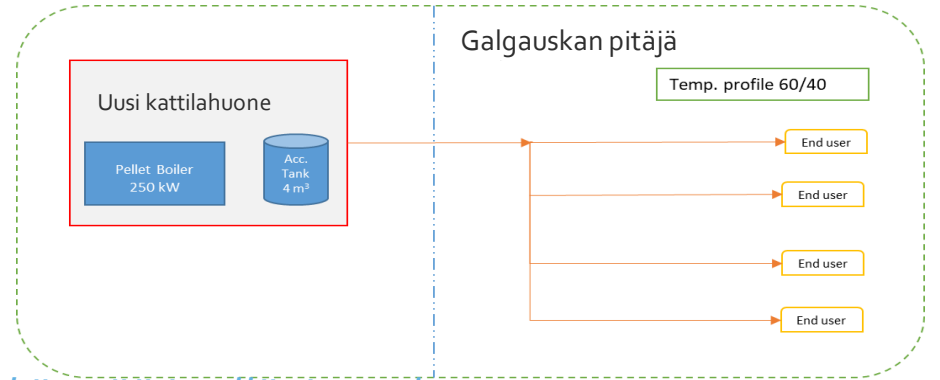 Galgauskan pitäjä
Temp. profile 60/40
Uusi kattilahuone
Pellet Boiler
250 kW
Acc.
Tank
4 m³
End user
End user
End user
End user